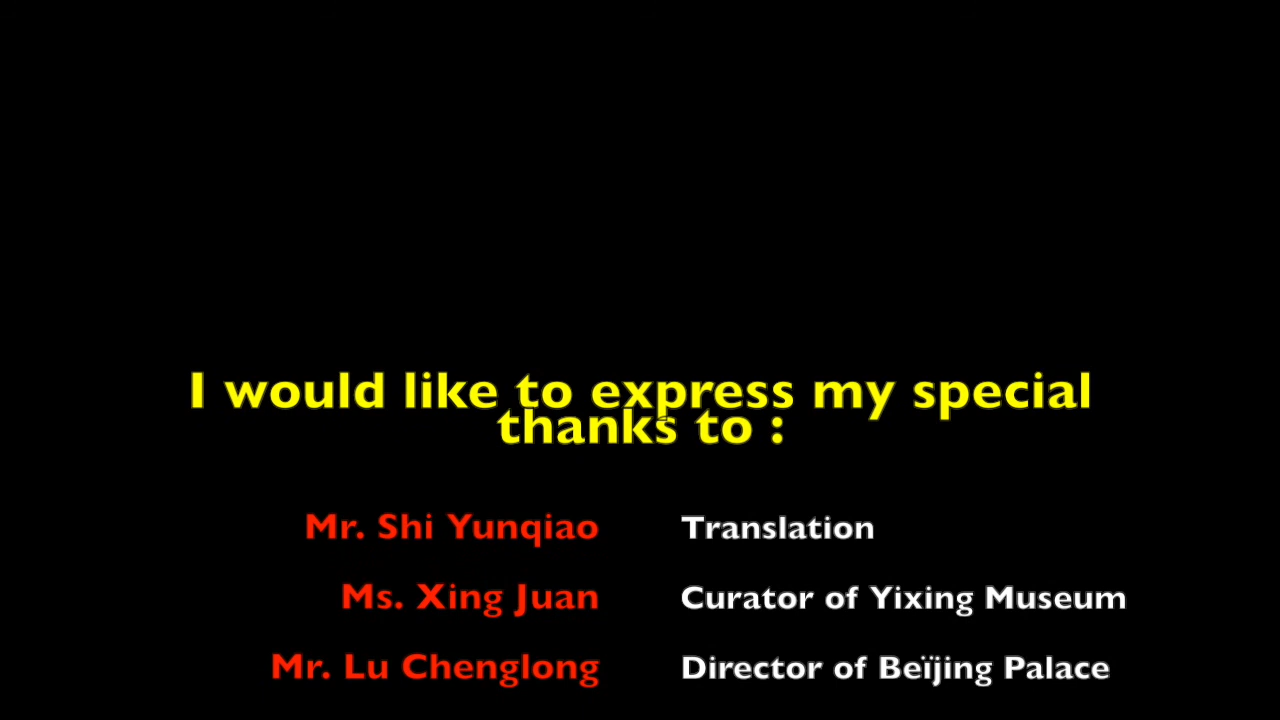 I would like to express my special
thanks to :
Mr. Shi Yunqiao Translation
Ms. Xing Juan Curator of Yixing Museum
Mr. Lu Chenglong Director of Beïjing Palace